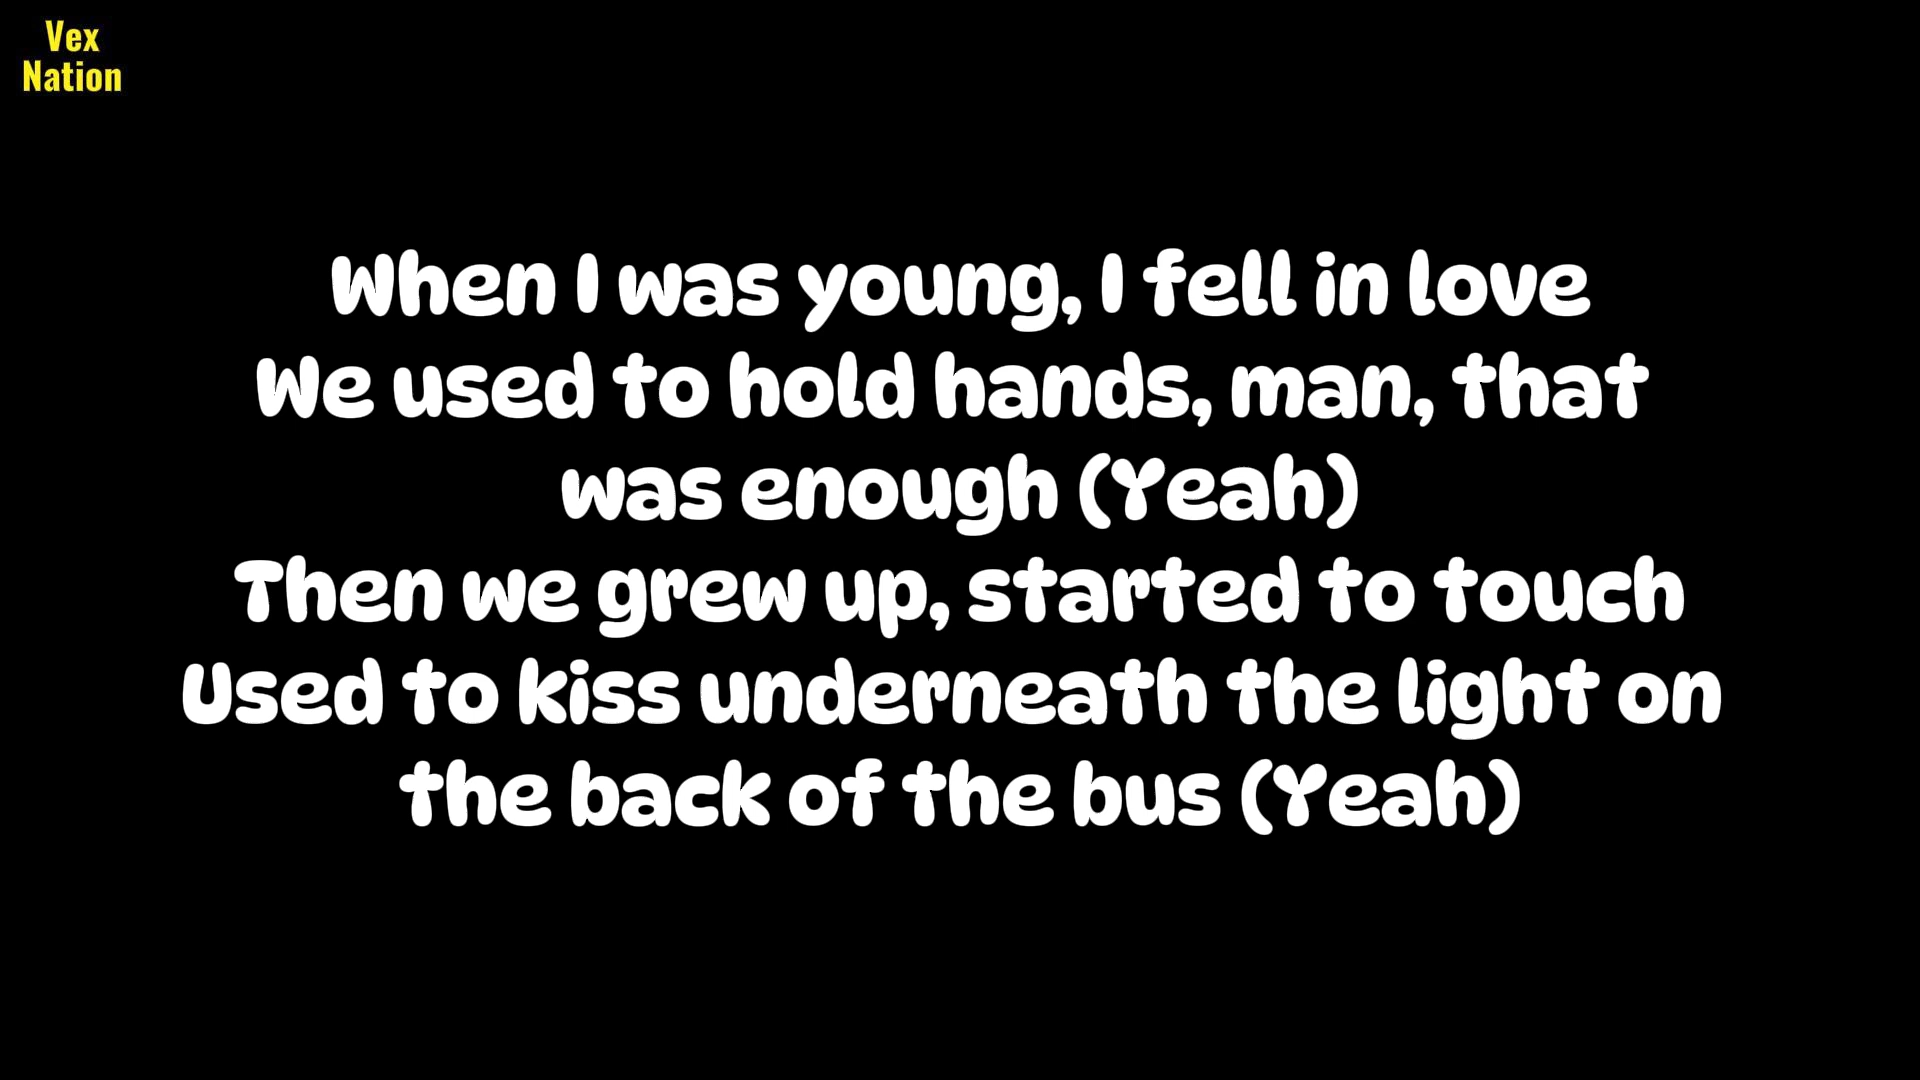 Vex
Nation
When I was young, I fell in love
We used to hold hands, man, that
was enough (Yeah)
Then we grew up, started to touch
Used to kiss underneath the light on
the back of the bus (Yeah)